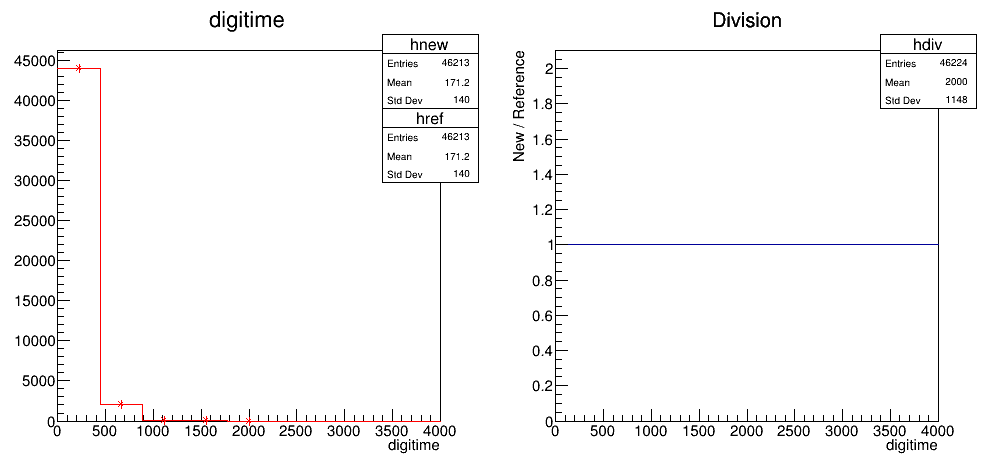 digitime
hnew
Entries 46213
Mean 171.2
Std Dev 140
href
Entries 46213
Mean 171.2
Std Dev 140
45000
40000
35000
30000
25000
20000
15000
10000
5000
0
0 500 1000 1500 2000 2500 3000 3500 4000
digitime
Division
hdiv
Entries 46224
Mean 2000
Std Dev 1148
New / Reference
2
1.8
1.6
1.4
1.2
1
0.8
0.6
0.4
0.2
0
0 500 1000 1500 2000 2500 3000 3500 4000
digitime